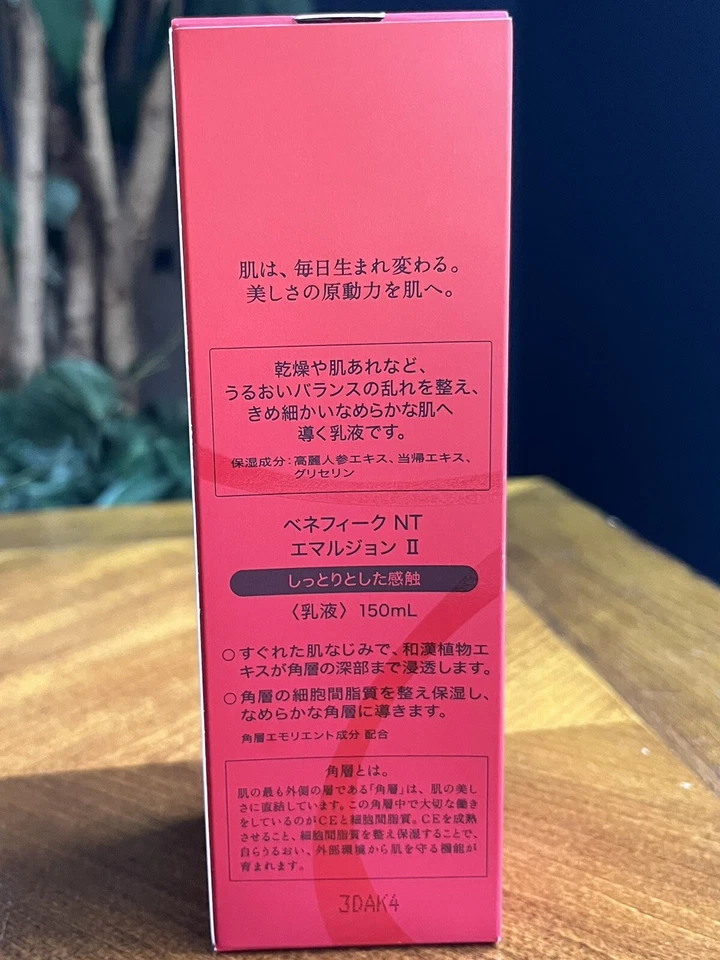 肌は、毎日生まれ変わる。
美しさの原動力を肌へ。
乾燥や肌あれなど、
うるおいバランスの乱れを整え、
きめ細かいなめらかな肌へ
導く乳液です。
保湿成分：高麗人参エキス、当帰エキス、
グリセリン
ベネフィーク NT
エマルジョン Ⅱ
しっとりとした感触
〈乳液〉150mL
○すぐれた肌なじみで、和漢植物エ
キスが角層の深部まで浸透します。
○角層の細胞間脂質を整え保湿し、
なめらかな角層に導きます。
角層エモリエント成分 配合
角層とは。
肌の最も外側の層である「角層」は、肌の美し
さに直結しています。この角層中で大切な働き
をしているのがCEと細胞間脂質。CEを成熟
させること、細胞間脂質を整え保湿することで、
自らうるおい、外部環境から肌を守る機能が
育まれます。
3DAK4